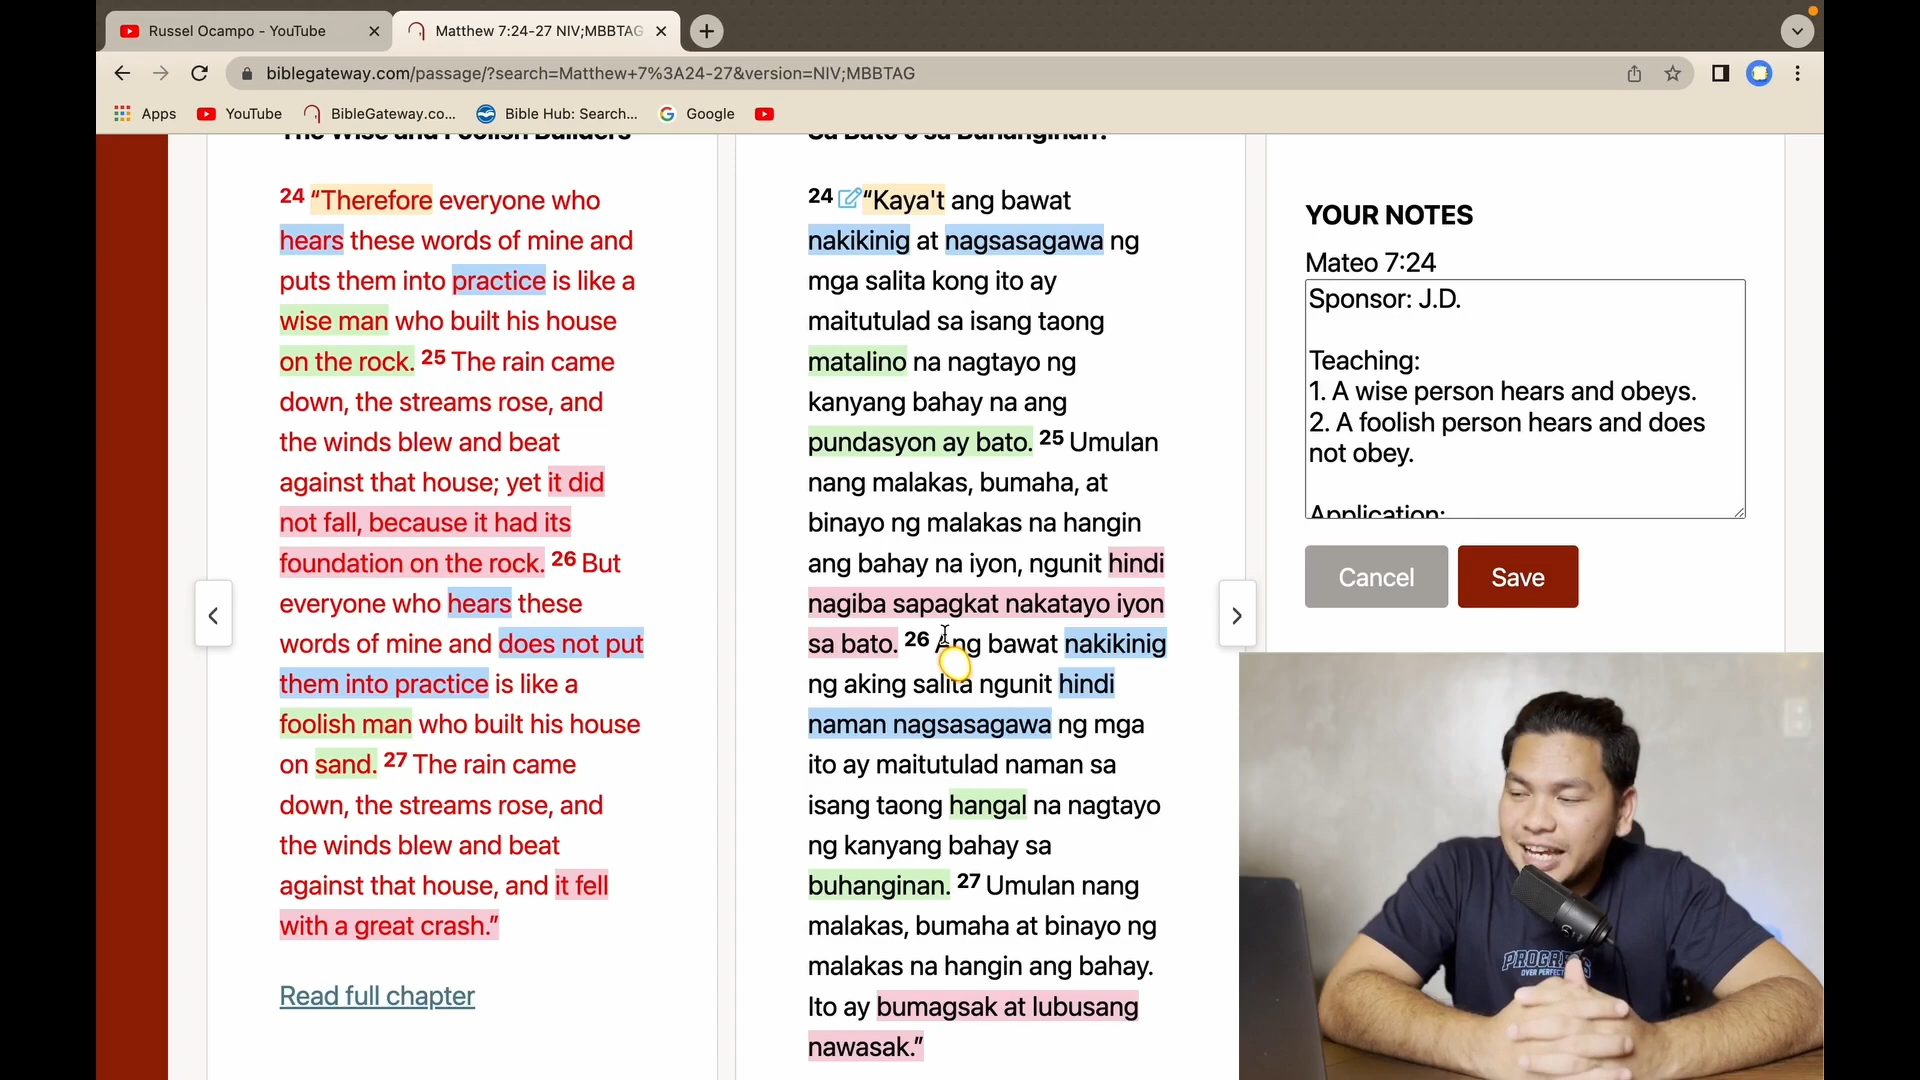 Russel Ocampo - YouTube
Matthew 7:24-27 NIV;MBBTAG
biblegateway.com/passage/?search=Matthew+7%3A24-27&version=NIV;MBBTAG
Apps
YouTube
BibleGateway.co...
Bible Hub: Search...
Google
The Wise and Foolish Builders
24 “Therefore everyone who
hears these words of mine and
puts them into practice is like a
wise man who built his house
on the rock. 25 The rain came
down, the streams rose, and
the winds blew and beat
against that house; yet it did
not fall, because it had its
foundation on the rock. 26 But
everyone who hears these
words of mine and does not put
them into practice is like a
foolish man who built his house
on sand. 27 The rain came
down, the streams rose, and
the winds blew and beat
against that house, and it fell
with a great crash.”
Read full chapter
Sa Bato o sa Buhanginan?
24 “Kaya't ang bawat
nakikinig at nagsasagawa ng
mga salita kong ito ay
maitutulad sa isang taong
matalino na nagtayo ng
kanyang bahay na ang
pundasyon ay bato. 25 Umulan
nang malakas, bumaha, at
binayo ng malakas na hangin
ang bahay na iyon, ngunit hindi
nagiba sapagkat nakatayo iyon
sa bato. 26 Ang bawat nakikinig
ng aking salita ngunit hindi
naman nagsasagawa ng mga
ito ay maitutulad naman sa
isang taong hangal na nagtayo
ng kanyang bahay sa
buhanginan. 27 Umulan nang
malakas, bumaha at binayo ng
malakas na hangin ang bahay.
Ito ay bumagsak at lubusang
nawasak.”
YOUR NOTES
Mateo 7:24
Sponsor: J.D.
Teaching:
1. A wise person hears and obeys.
2. A foolish person hears and does
not obey.
Application:
Cancel
Save
PROGRESS
OVER PERFECT